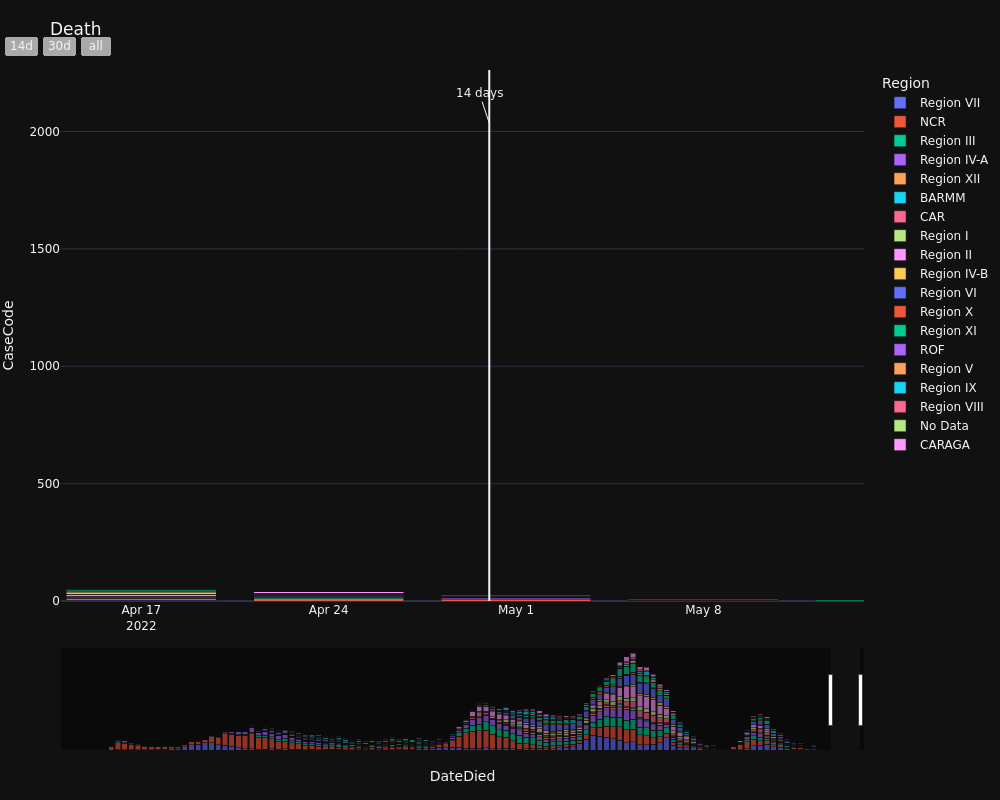 Death
14d 30d all
14 days
2000
1500
1000
500
0
CaseCode
Apr 17 Apr 24 May 1 May 8
2022
DateDied
Region
Region VII
NCR
Region III
Region IV-A
Region XII
BARMM
CAR
Region I
Region II
Region IV-B
Region VI
Region X
Region XI
ROF
Region V
Region IX
Region VIII
No Data
CARAGA